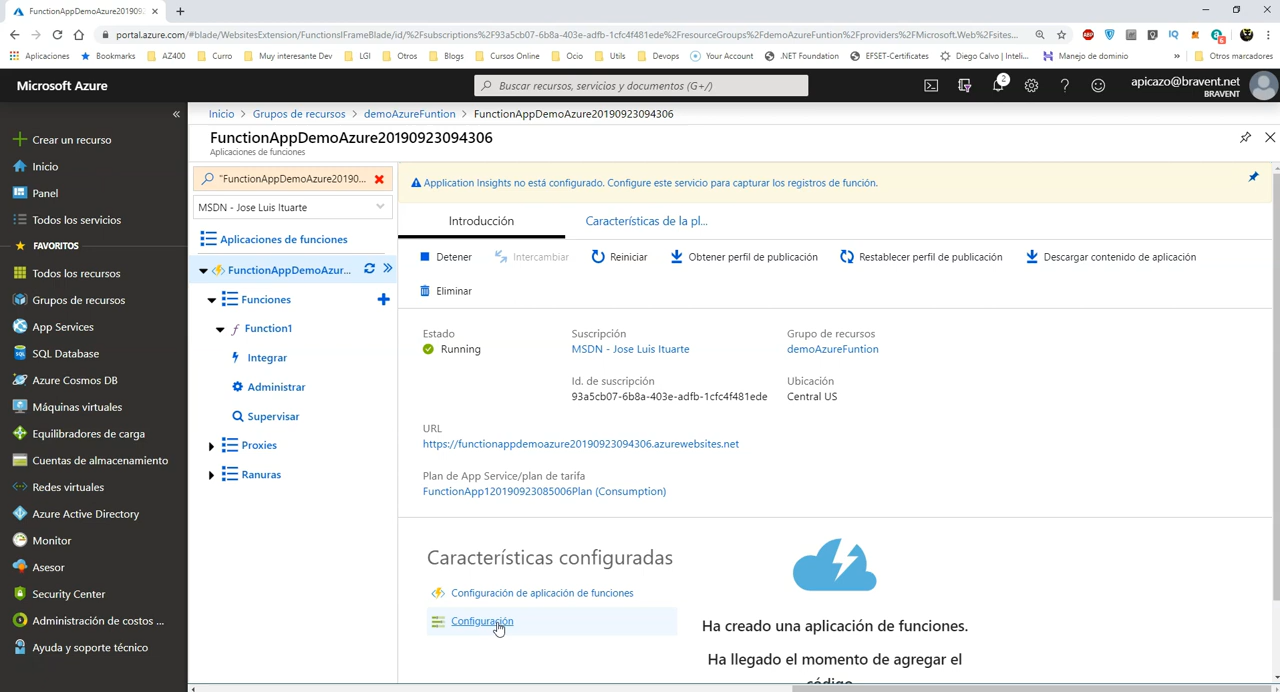 FunctionAppDemoAzure2019092
portal.azure.com/#blade/WebsitesExtension/FunctionsIFrameBlade/id/%2Fsubscriptions%2F93a5cb07-6b8a-403e-adfb-1cfc4f481ede%2FresourceGroups%2FdemoAzureFuntion%2Fproviders%2FMicrosoft.Web%2Fsites...
Aplicaciones
Bookmarks
AZ400
Curro
Muy interesante Dev
LGI
Otros
Blogs
Cursos Online
Ocio
Utils
Devops
Your Account
.NET Foundation
EFSET-Certificates
Diego Calvo | Inteli...
Manejo de dominio
»
Otros marcadores
Microsoft Azure
Buscar recursos, servicios y documentos (G+/)
2
apicazo@bravent.net
BRAVENT
Crear un recurso
Inicio
Panel
Todos los servicios
FAVORITOS
Todos los recursos
Grupos de recursos
App Services
SQL Database
Azure Cosmos DB
Máquinas virtuales
Equilibradores de carga
Cuentas de almacenamiento
Redes virtuales
Azure Active Directory
Monitor
Asesor
Security Center
Administración de costos ...
Ayuda y soporte técnico
Inicio > Grupos de recursos > demoAzureFuntion > FunctionAppDemoAzure20190923094306
FunctionAppDemoAzure20190923094306
Aplicaciones de funciones
"FunctionAppDemoAzure20190...
MSDN - Jose Luis Ituarte
Aplicaciones de funciones
FunctionAppDemoAzur...
Funciones
Function1
Integrar
Administrar
Supervisar
Proxies
Ranuras
Application Insights no está configurado. Configure este servicio para capturar los registros de función.
Introducción
Características de la pl...
Detener
Intercambiar
Reiniciar
Obtener perfil de publicación
Restablecer perfil de publicación
Descargar contenido de aplicación
Eliminar
Estado
Running
Suscripción
MSDN - Jose Luis Ituarte
Grupo de recursos
demoAzureFuntion
Id. de suscripción
93a5cb07-6b8a-403e-adfb-1cfc4f481ede
Ubicación
Central US
URL
https://functionappdemoazure20190923094306.azurewebsites.net
Plan de App Service/plan de tarifa
FunctionApp120190923085006Plan (Consumption)
Características configuradas
Configuración de aplicación de funciones
Configuración
Ha creado una aplicación de funciones.
Ha llegado el momento de agregar el
código